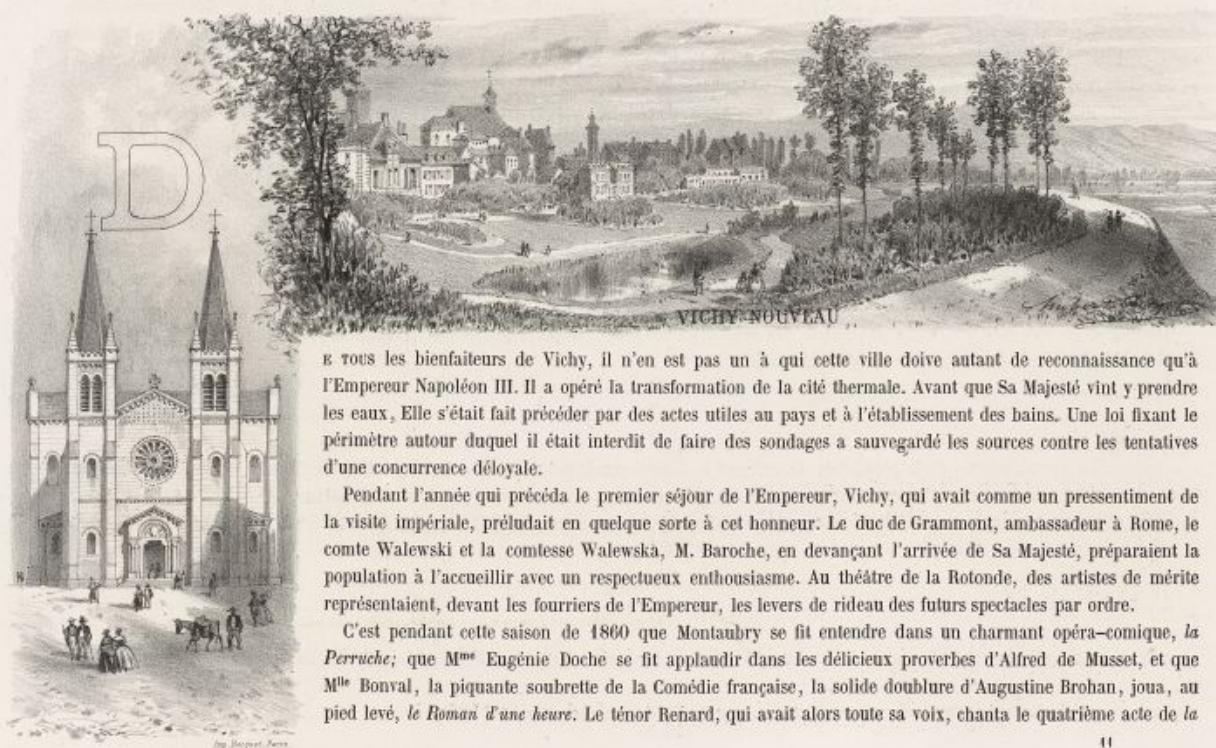 VICHY NOUVEAU
DE TOUS les bienfaiteurs de Vichy, il n'en est pas un à qui cette ville doive autant de reconnaissance qu'à
l'Empereur Napoléon III. Il a opéré la transformation de la cité thermale. Avant que Sa Majesté vint y prendre
les eaux, Elle s'était fait précéder par des actes utiles au pays et à l'établissement des bains. Une loi fixant le
périmètre autour duquel il était interdit de faire des sondages a sauvegardé les sources contre les tentatives
d'une concurrence déloyale.
Pendant l'année qui précéda le premier séjour de l'Empereur, Vichy, qui avait comme un pressentiment de
la visite impériale, préludait en quelque sorte à cet honneur. Le duc de Grammont, ambassadeur à Rome, le
comte Walewski et la comtesse Walewska, M. Baroche, en devançant l'arrivée de Sa Majesté, préparaient la
population à l'accueillir avec un respectueux enthousiasme. Au théâtre de la Rotonde, des artistes de mérite
représentaient, devant les fourriers de l'Empereur, les levers de rideau des futurs spectacles par ordre.
C'est pendant cette saison de 1860 que Montaubry se fit entendre dans un charmant opéra-comique, la
Perruche; que Mme Eugénie Doche se fit applaudir dans les délicieux proverbes d'Alfred de Musset, et que
Mlle Bonval, la piquante soubrette de la Comédie française, la solide doublure d'Augustine Brohan, joua, au
pied levé, le Roman d'une heure. Le ténor Renard, qui avait alors toute sa voix, chanta le quatrième acte de la
Imp. Becquet, Paris
11